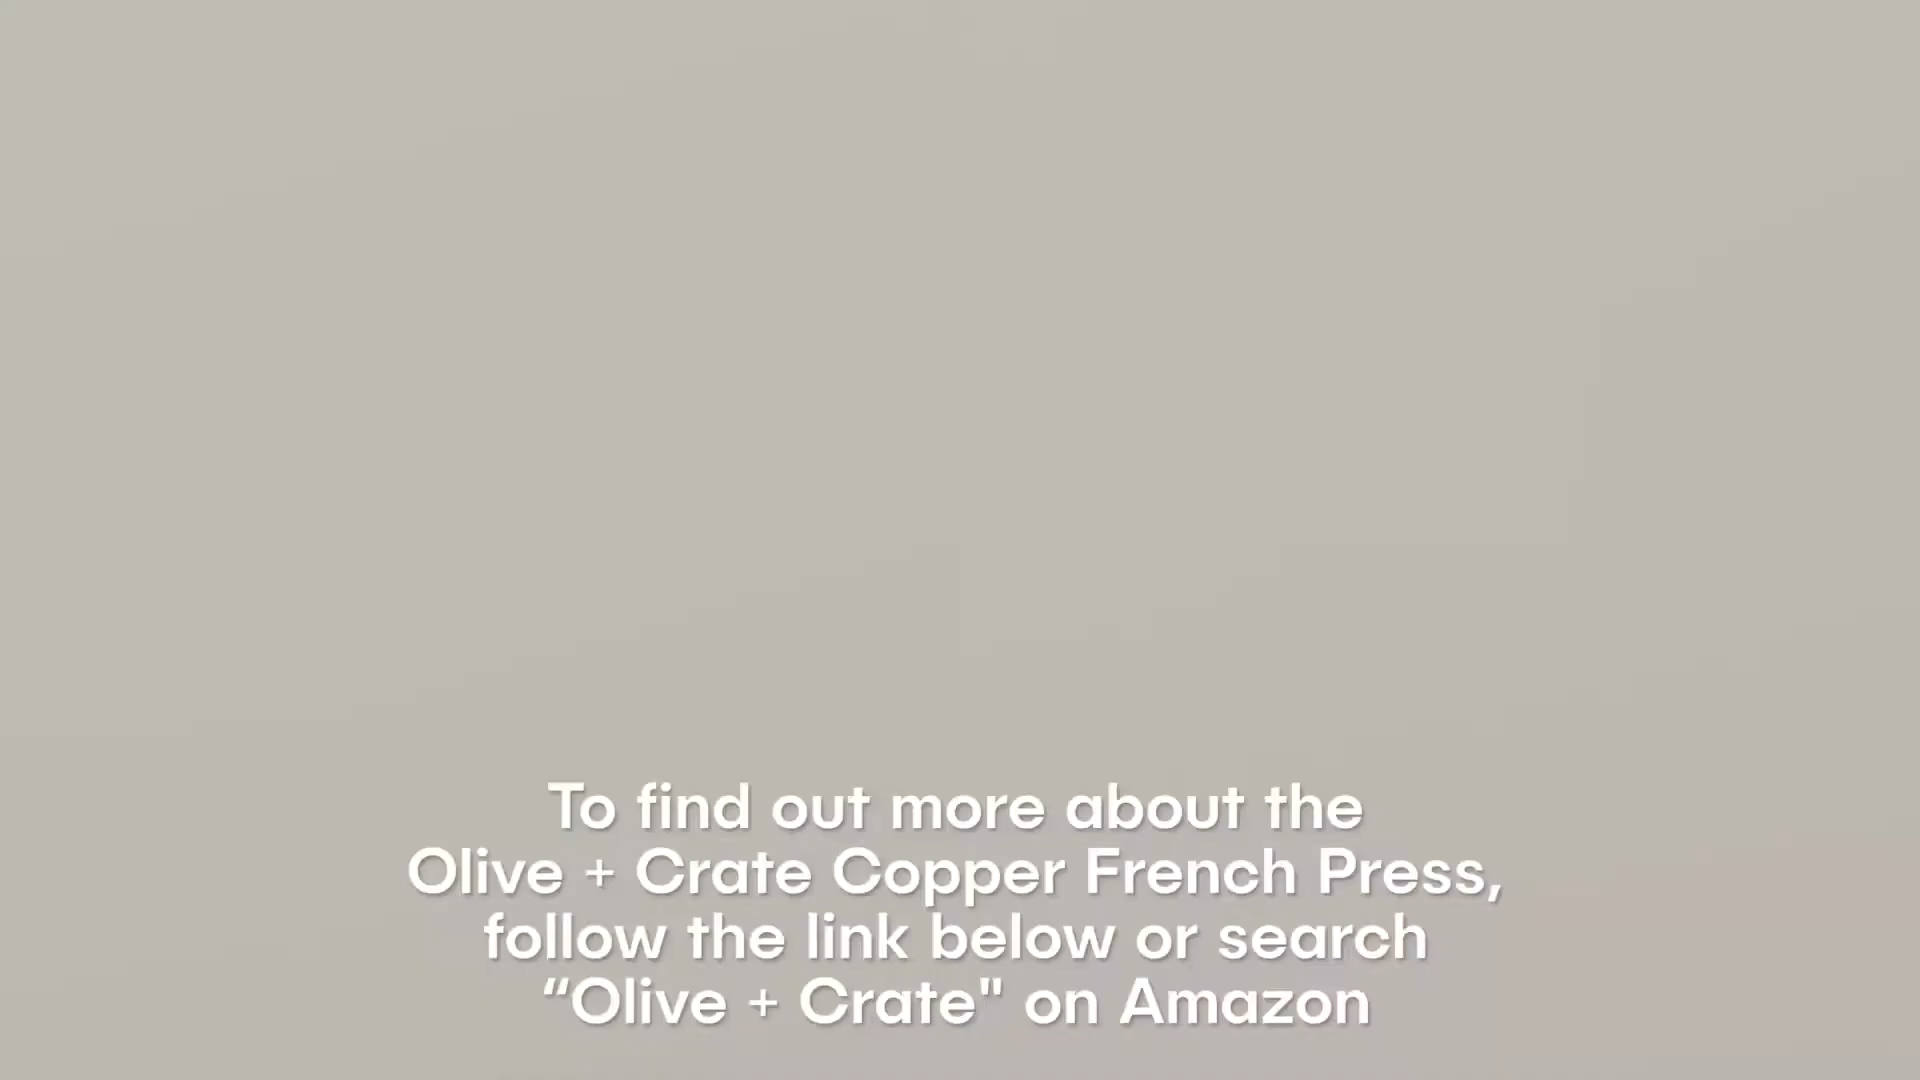 To find out more about the
Olive + Crate Copper French Press,
follow the link below or search
“Olive + Crate" on Amazon